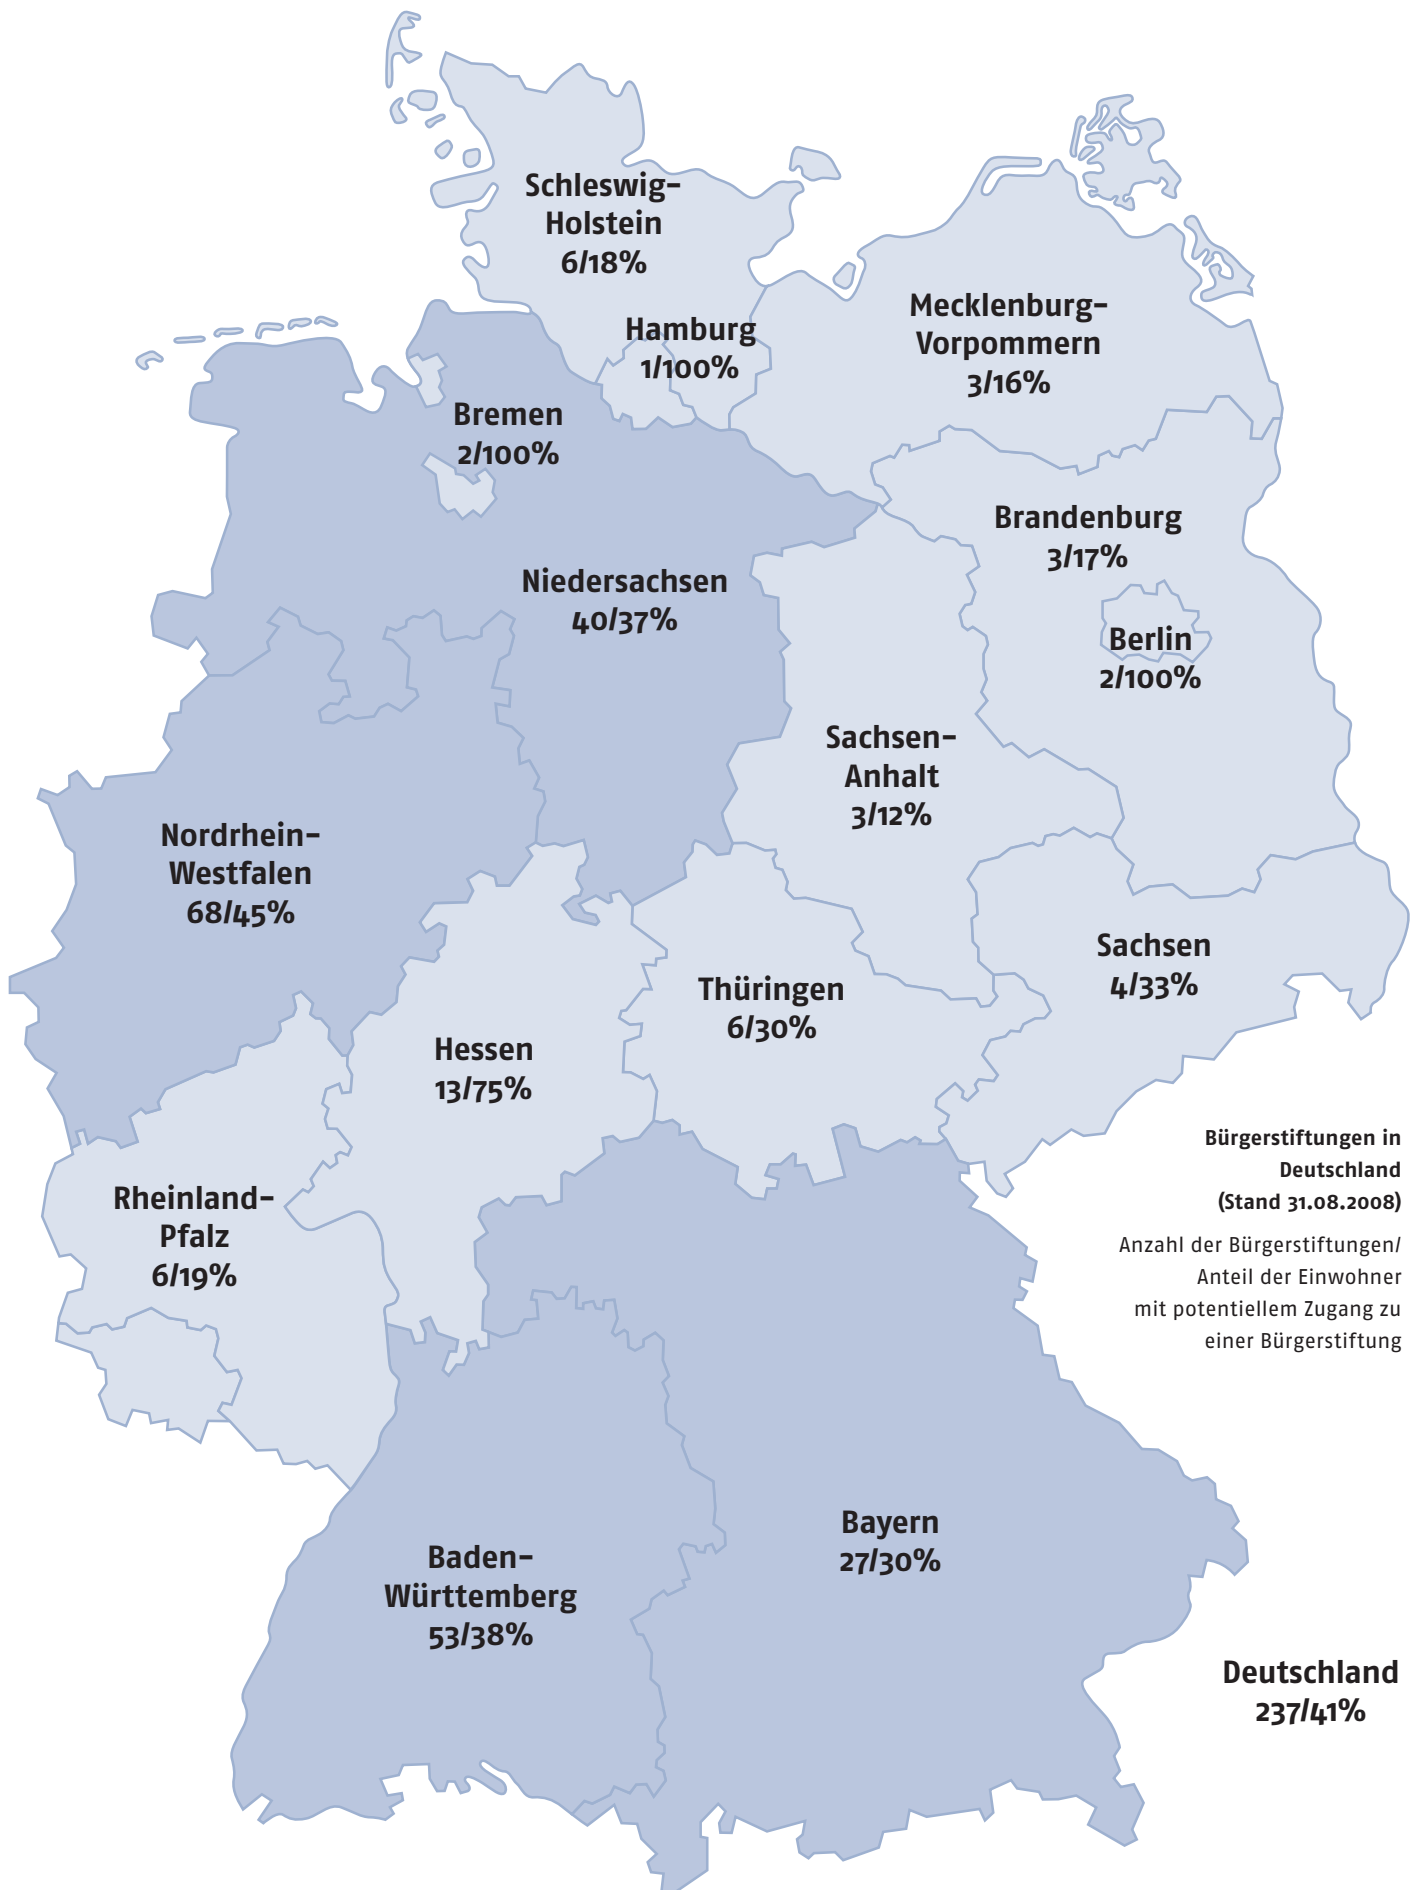 Schleswig-
Holstein
6/18%
Hamburg
1/100%
Mecklenburg-
Vorpommern
3/16%
Bremen
2/100%
Brandenburg
3/17%
Niedersachsen
40/37%
Berlin
2/100%
Sachsen-
Anhalt
3/12%
Nordrhein-
Westfalen
68/45%
Sachsen
4/33%
Thüringen
6/30%
Hessen
13/75%
Rheinland-
Pfalz
6/19%
Bürgerstiftungen in
Deutschland
(Stand 31.08.2008)
Anzahl der Bürgerstiftungen/
Anteil der Einwohner
mit potentiellem Zugang zu
einer Bürgerstiftung
Bayern
27/30%
Baden-
Württemberg
53/38%
Deutschland
237/41%